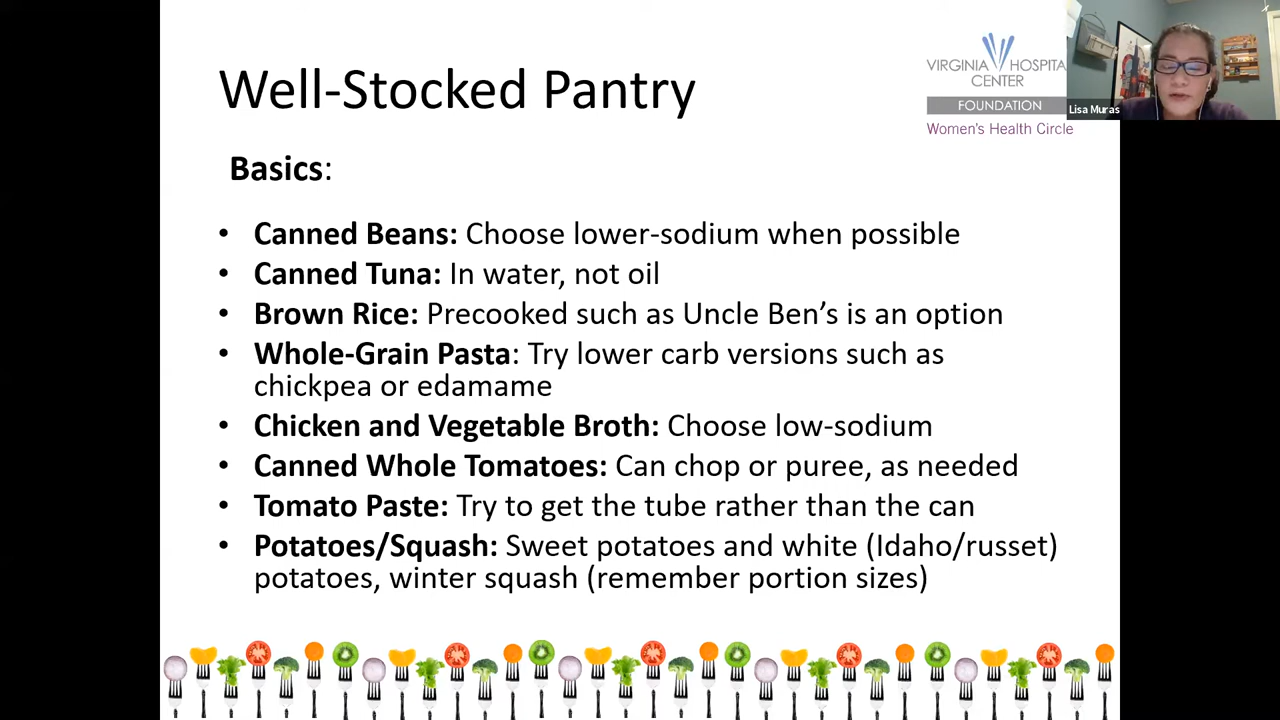 Well-Stocked Pantry
VIRGINIA HOSPITA
CENTER
FOUNDATION
Women's Health Circle
Lisa Muras
Basics:
• Canned Beans: Choose lower-sodium when possible
• Canned Tuna: In water, not oil
• Brown Rice: Precooked such as Uncle Ben’s is an option
• Whole-Grain Pasta: Try lower carb versions such as
chickpea or edamame
• Chicken and Vegetable Broth: Choose low-sodium
• Canned Whole Tomatoes: Can chop or puree, as needed
• Tomato Paste: Try to get the tube rather than the can
• Potatoes/Squash: Sweet potatoes and white (Idaho/russet)
potatoes, winter squash (remember portion sizes)